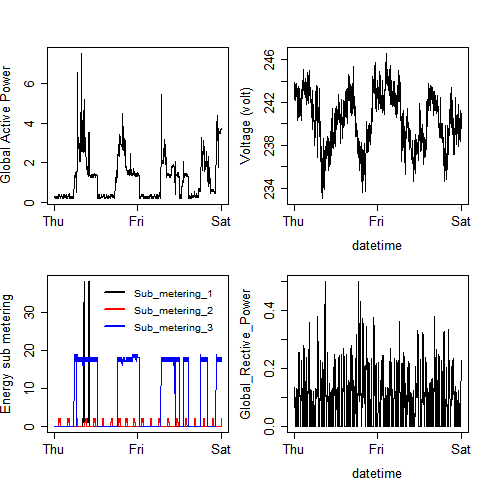 Global Active Power
0 2 4 6
Thu Fri Sat
Voltage (volt)
234 238 242 246
Thu Fri Sat
datetime
Energy sub metering
0 10 20 30
Sub_metering_1
Sub_metering_2
Sub_metering_3
Thu Fri Sat
Global_Rective_Power
0.0 0.2 0.4
Thu Fri Sat
datetime